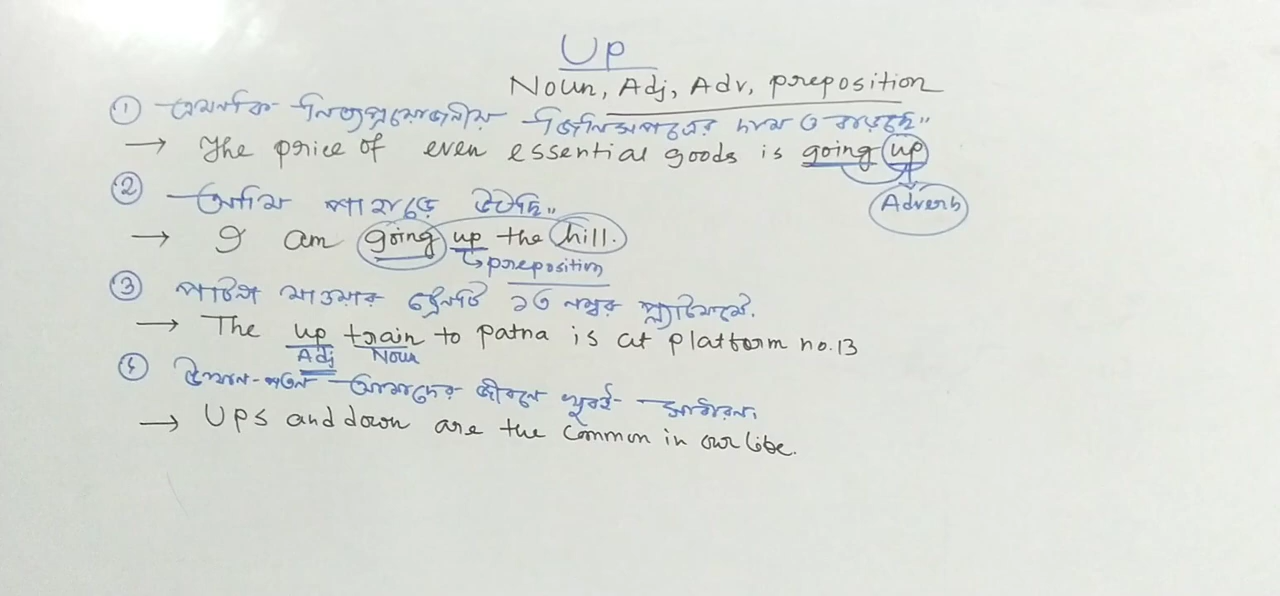 Up
Noun, Adj, Adv, preposition
① এমনকি নিত্যপ্রয়োজনীয় জিনিসপত্রের দামও বাড়ছে"
→ The price of even essential goods is going up
Adverb
② আমি পাহাড়ে উঠছি"
→ I am going up the hill.
↳ preposition
③ পাটনা যাওয়ার ট্রেনটি ১৩ নম্বর প্ল্যাটফর্মে.
→ The up train to patna is at platform no.13
Adj Noun
④ উত্থান-পতন আমাদের জীবনে খুবই সাধারন।
→ Ups and down are the common in our life.